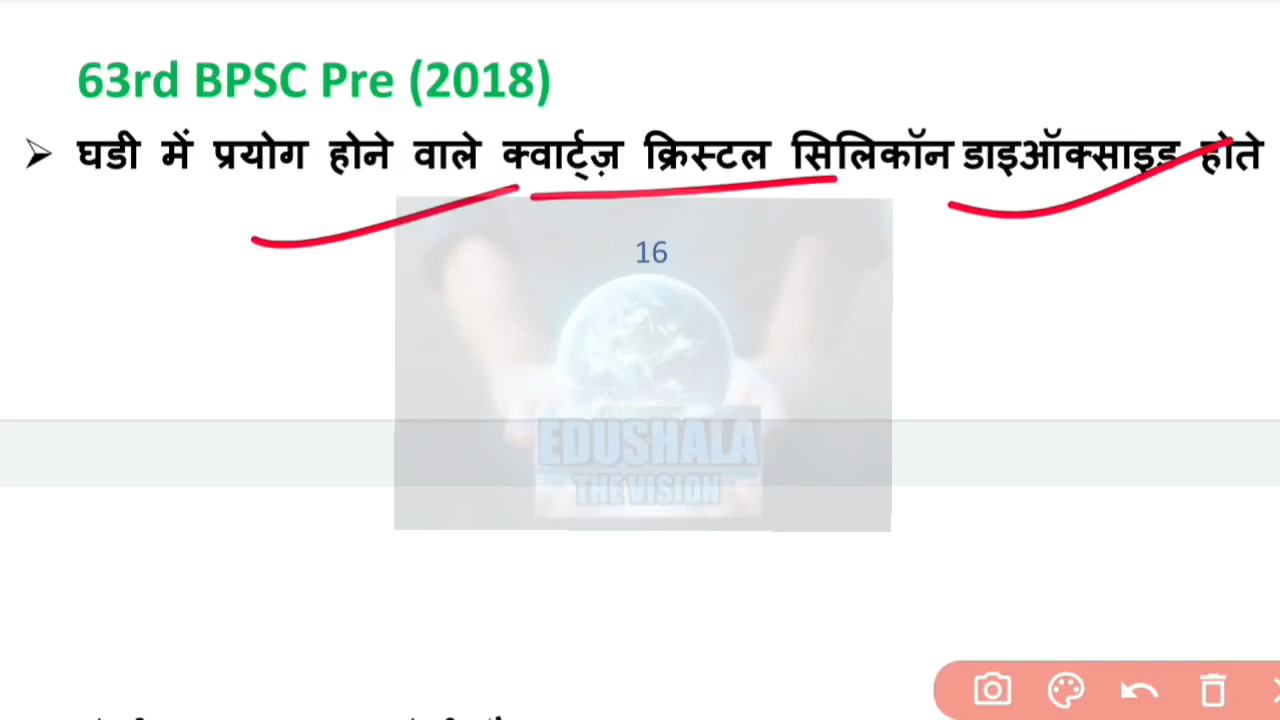 63rd BPSC Pre (2018)
➢ घडी में प्रयोग होने वाले क्वार्ट्ज़ क्रिस्टल सिलिकॉन डाइऑक्साइड होते
16
EDUSHALA
THE VISION